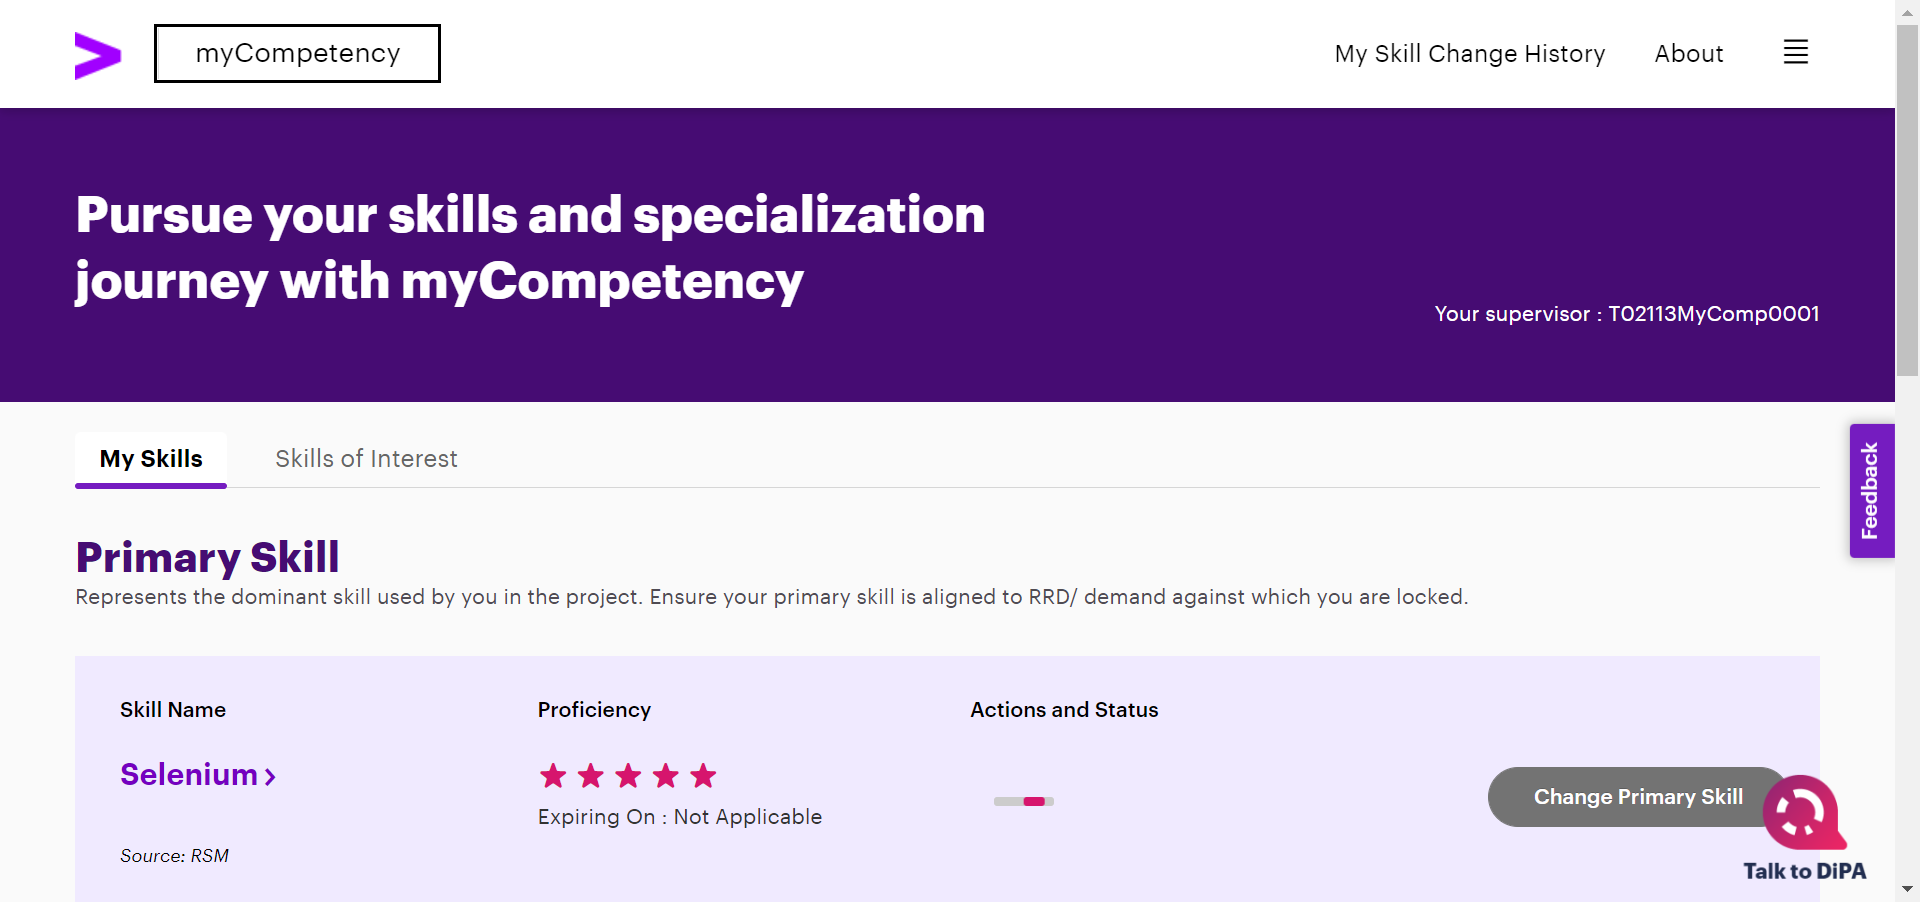 myCompetency
My Skill Change History
About
Pursue your skills and specialization
journey with myCompetency
Your supervisor : T02113MyComp0001
My Skills
Skills of Interest
Feedback
Primary Skill
Represents the dominant skill used by you in the project. Ensure your primary skill is aligned to RRD/ demand against which you are locked.
Skill Name
Proficiency
Actions and Status
Selenium
Expiring On : Not Applicable
Change Primary Skill
Source: RSM
Talk to DiPA